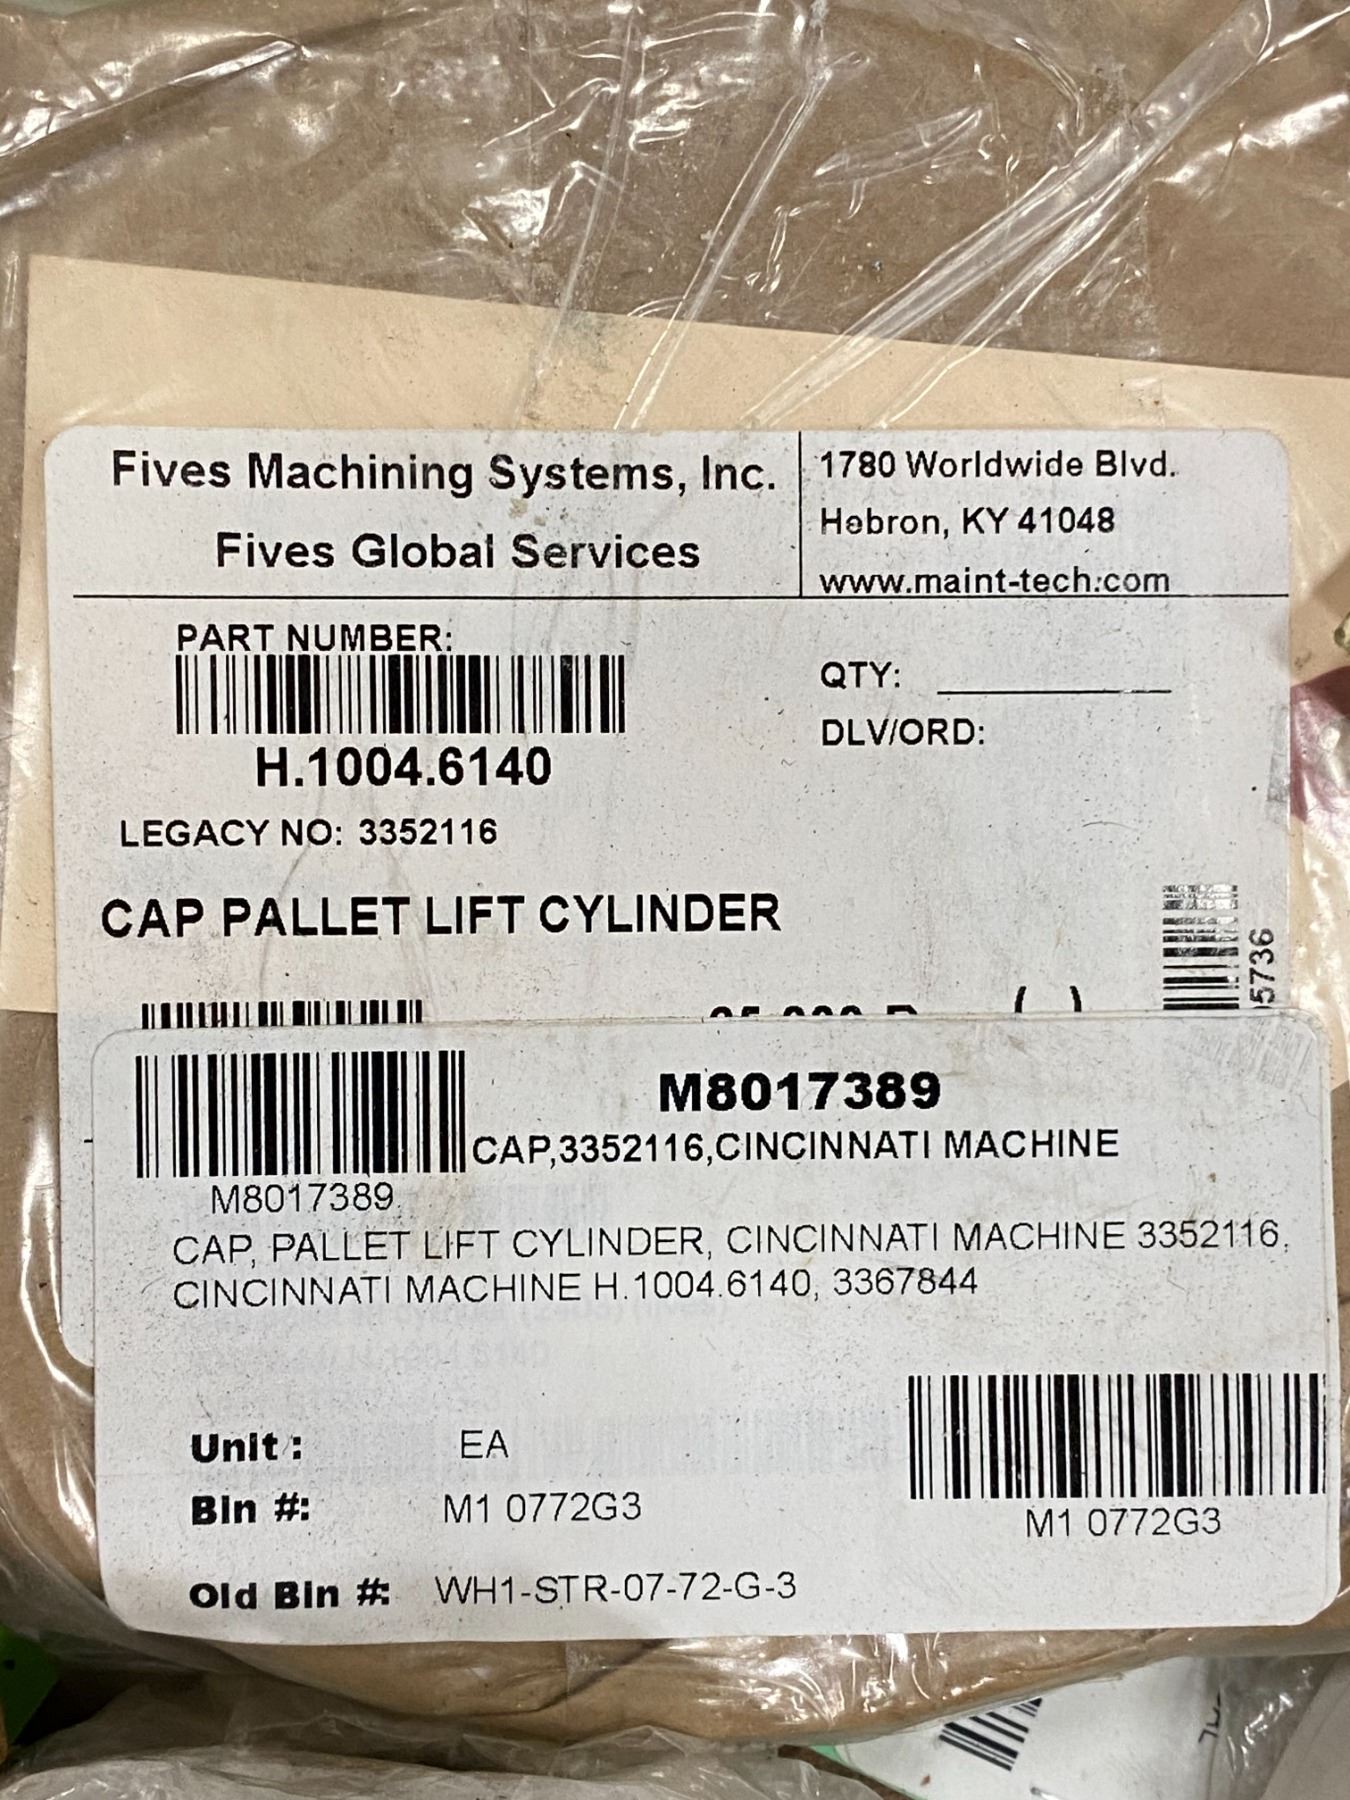 Fives Machining Systems, Inc.
Fives Global Services
1780 Worldwide Blvd.
Hebron, KY 41048
www.maint-tech.com
PART NUMBER:
H.1004.6140
LEGACY NO: 3352116
QTY:
DLV/ORD:
CAP PALLET LIFT CYLINDER
5736
M8017389
CAP,3352116,CINCINNATI MACHINE
M8017389
CAP, PALLET LIFT CYLINDER, CINCINNATI MACHINE 3352116,
CINCINNATI MACHINE H.1004.6140, 3367844
Unit : EA
Bin #: M1 0772G3
M1 0772G3
Old Bin #: WH1-STR-07-72-G-3